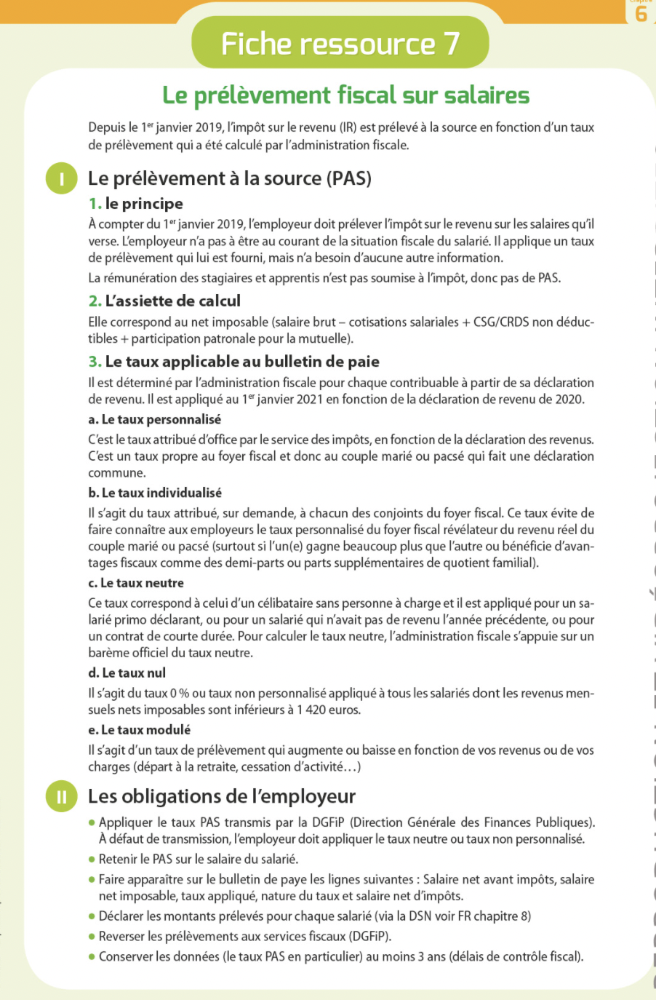 Chapitre
6
Fiche ressource 7
Le prélèvement fiscal sur salaires
Depuis le 1er janvier 2019, l'impôt sur le revenu (IR) est prélevé à la source en fonction d'un taux
de prélèvement qui a été calculé par l'administration fiscale.
I Le prélèvement à la source (PAS)
1. le principe
À compter du 1er janvier 2019, l'employeur doit prélever l'impôt sur le revenu sur les salaires qu'il
verse. L'employeur n'a pas à être au courant de la situation fiscale du salarié. Il applique un taux
de prélèvement qui lui est fourni, mais n'a besoin d'aucune autre information.
La rémunération des stagiaires et apprentis n'est pas soumise à l'impôt, donc pas de PAS.
2. L'assiette de calcul
Elle correspond au net imposable (salaire brut – cotisations salariales + CSG/CRDS non déduc-
tibles + participation patronale pour la mutuelle).
3. Le taux applicable au bulletin de paie
Il est déterminé par l'administration fiscale pour chaque contribuable à partir de sa déclaration
de revenu. Il est appliqué au 1er janvier 2021 en fonction de la déclaration de revenu de 2020.
a. Le taux personnalisé
C'est le taux attribué d'office par le service des impôts, en fonction de la déclaration des revenus.
C'est un taux propre au foyer fiscal et donc au couple marié ou pacsé qui fait une déclaration
commune.
b. Le taux individualisé
Il s'agit du taux attribué, sur demande, à chacun des conjoints du foyer fiscal. Ce taux évite de
faire connaître aux employeurs le taux personnalisé du foyer fiscal révélateur du revenu réel du
couple marié ou pacsé (surtout si l'un(e) gagne beaucoup plus que l'autre ou bénéficie d'avan-
tages fiscaux comme des demi-parts ou parts supplémentaires de quotient familial).
c. Le taux neutre
Ce taux correspond à celui d'un célibataire sans personne à charge et il est appliqué pour un sa-
larié primo déclarant, ou pour un salarié qui n'avait pas de revenu l'année précédente, ou pour
un contrat de courte durée. Pour calculer le taux neutre, l'administration fiscale s'appuie sur un
barème officiel du taux neutre.
d. Le taux nul
Il s'agit du taux 0 % ou taux non personnalisé appliqué à tous les salariés dont les revenus men-
suels nets imposables sont inférieurs à 1 420 euros.
e. Le taux modulé
Il s'agit d'un taux de prélèvement qui augmente ou baisse en fonction de vos revenus ou de vos
charges (départ à la retraite, cessation d'activité…)
II Les obligations de l'employeur
• Appliquer le taux PAS transmis par la DGFiP (Direction Générale des Finances Publiques).
À défaut de transmission, l'employeur doit appliquer le taux neutre ou taux non personnalisé.
• Retenir le PAS sur le salaire du salarié.
• Faire apparaître sur le bulletin de paye les lignes suivantes : Salaire net avant impôts, salaire
net imposable, taux appliqué, nature du taux et salaire net d'impôts.
• Déclarer les montants prélevés pour chaque salarié (via la DSN voir FR chapitre 8)
• Reverser les prélèvements aux services fiscaux (DGFiP).
• Conserver les données (le taux PAS en particulier) au moins 3 ans (délais de contrôle fiscal).